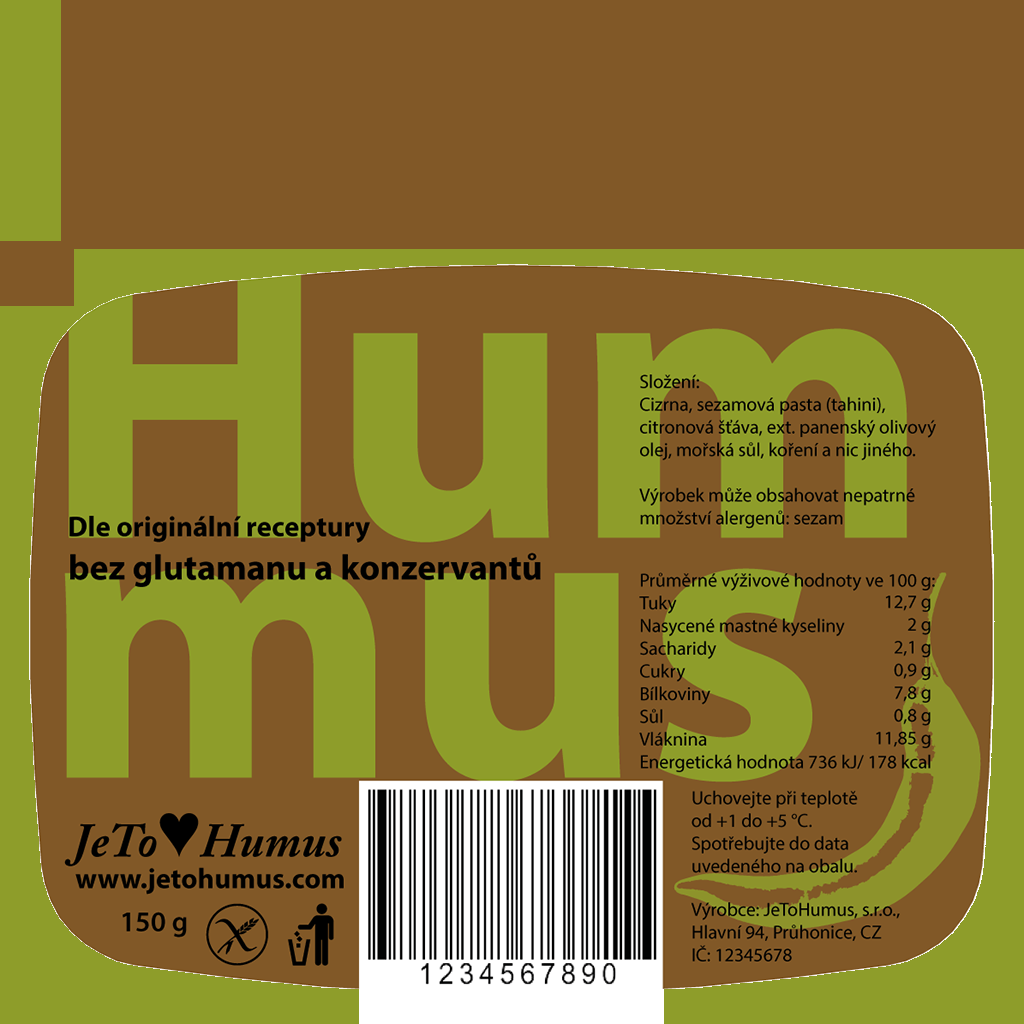 Hum
mus
Dle originální receptury
bez glutamanu a konzervantů
Složení:
Cizrna, sezamová pasta (tahini),
citronová šťáva, ext. panenský olivový
olej, mořská sůl, koření a nic jiného.
Výrobek může obsahovat nepatrné
množství alergenů: sezam
Průměrné výživové hodnoty ve 100 g:
Tuky 12,7 g
Nasycené mastné kyseliny 2 g
Sacharidy 2,1 g
Cukry 0,9 g
Bílkoviny 7,8 g
Sůl 0,8 g
Vláknina 11,85 g
Energetická hodnota 736 kJ/ 178 kcal
Uchovejte při teplotě
od +1 do +5 °C.
Spotřebujte do data
uvedeného na obalu.
Výrobce: JeToHumus, s.r.o.,
Hlavní 94, Průhonice, CZ
IČ: 12345678
JeTo♥Humus
www.jetohumus.com
150 g
1234567890